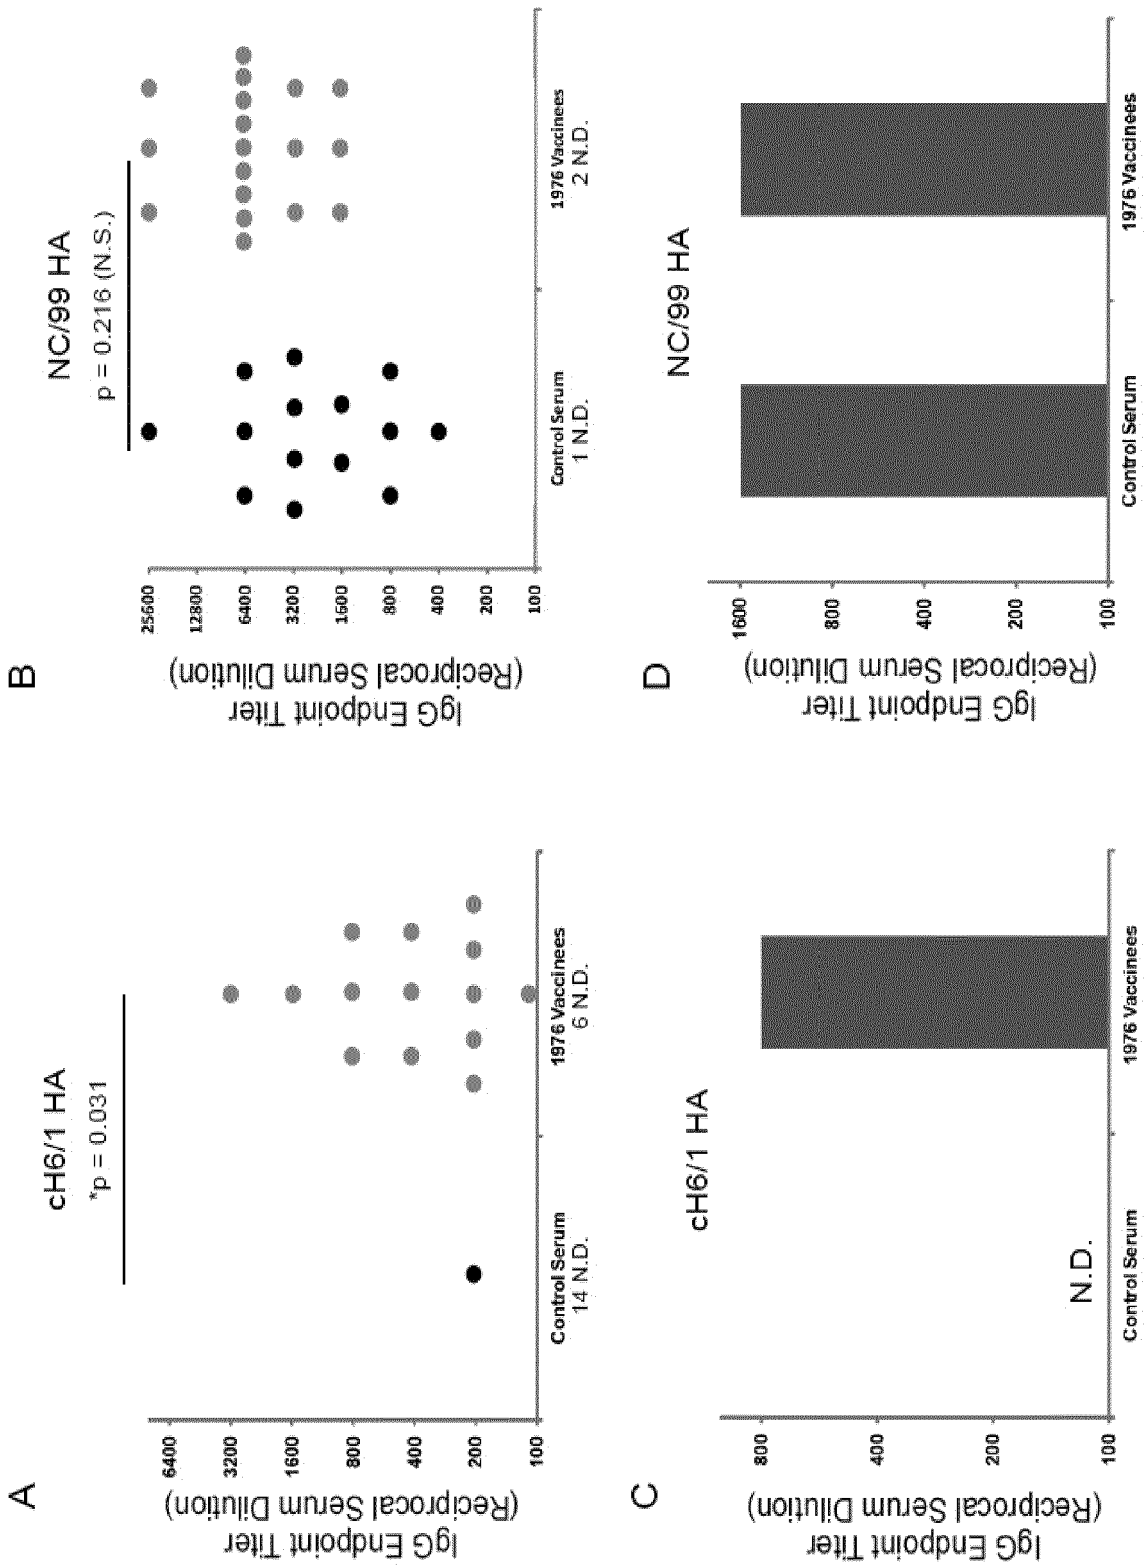 A
cH6/1 HA
*p = 0.031
IgG Endpoint Titer
(Reciprocal Serum Dilution)
6400
3200
1600
800
400
200
100
Control Serum
14 N.D.
1976 Vaccinees
6 N.D.
B
NC/99 HA
p = 0.216 (N.S.)
IgG Endpoint Titer
(Reciprocal Serum Dilution)
25600
12800
6400
3200
1600
800
400
200
100
Control Serum
1 N.D.
1976 Vaccinees
2 N.D.
C
cH6/1 HA
IgG Endpoint Titer
(Reciprocal Serum Dilution)
800
400
200
100
N.D.
Control Serum
1976 Vaccinees
D
NC/99 HA
IgG Endpoint Titer
(Reciprocal Serum Dilution)
1600
800
400
200
100
Control Serum
1976 Vaccinees